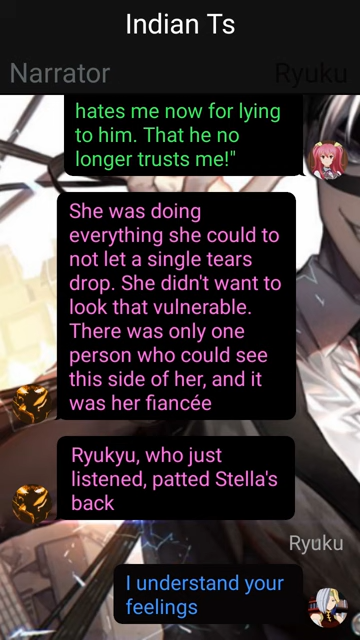 Indian Ts
Narrator
Ryuku
hates me now for lying
to him. That he no
longer trusts me!"
She was doing
everything she could to
not let a single tears
drop. She didn't want to
look that vulnerable.
There was only one
person who could see
this side of her, and it
was her fiancée
Ryukyu, who just
listened, patted Stella's
back
Ryuku
I understand your
feelings